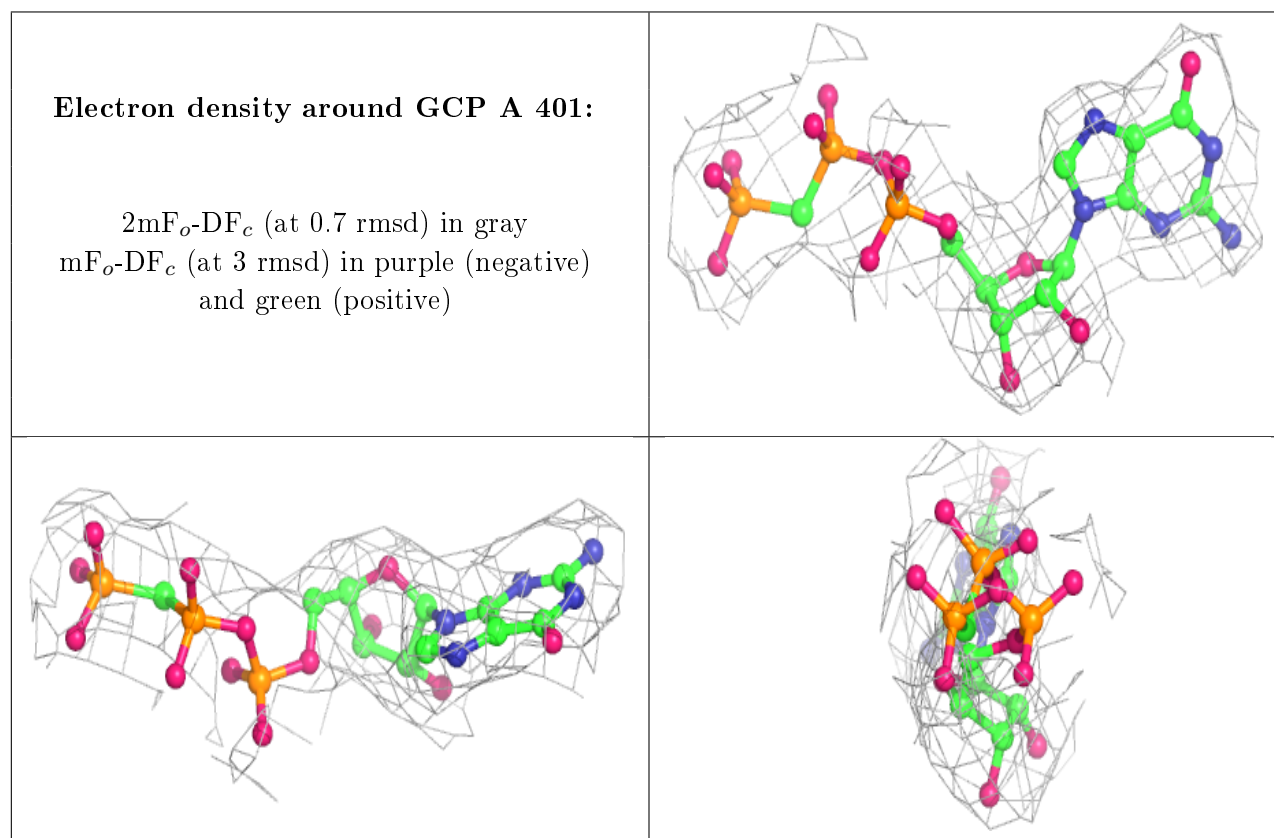 Electron density around GCP A 401:
2mFₒ-DF𝒸 (at 0.7 rmsd) in gray
mFₒ-DF𝒸 (at 3 rmsd) in purple (negative)
and green (positive)